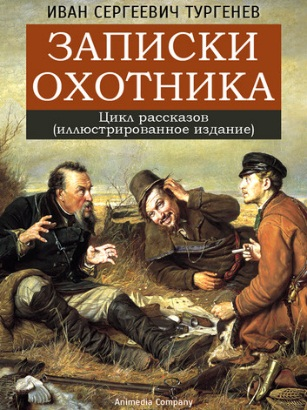 ИВАН СЕРГЕЕВИЧ ТУРГЕНЕВ
ЗАПИСКИ
ОХОТНИКА
Цикл рассказов
(иллюстрированное издание)
Animedia Company